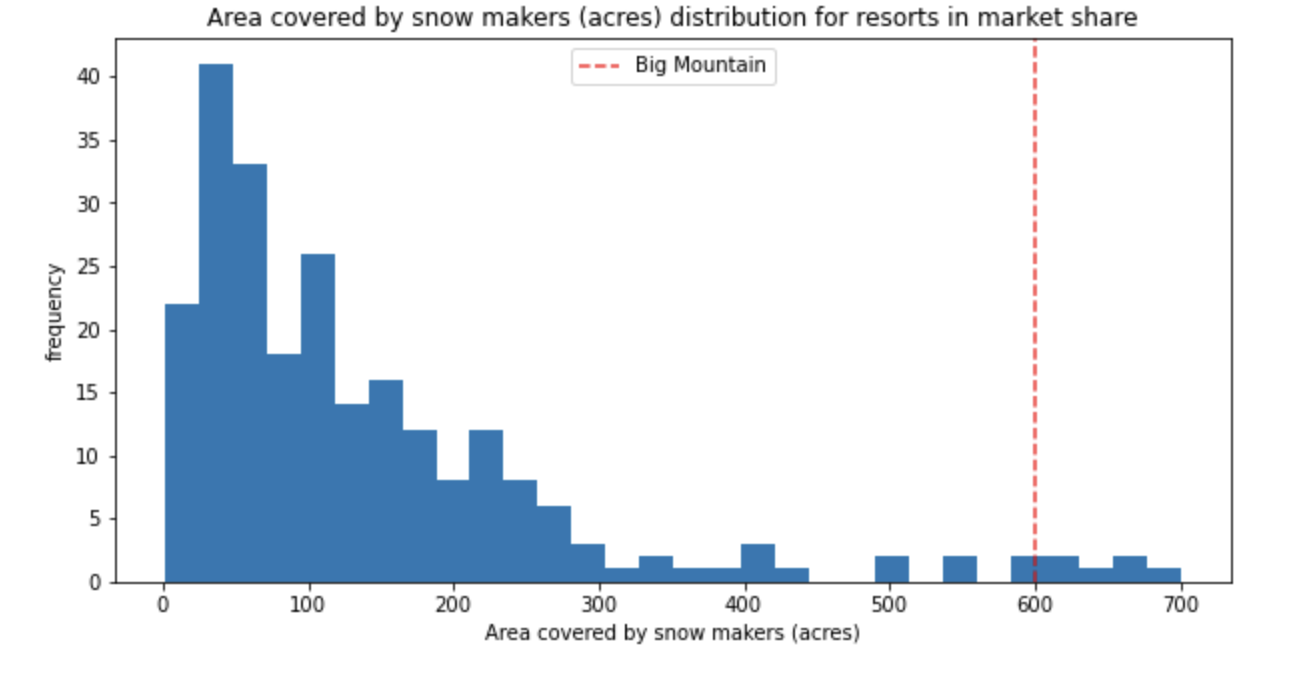 Area covered by snow makers (acres) distribution for resorts in market share
Big Mountain
frequency
40
35
30
25
20
15
10
5
0
0 100 200 300 400 500 600 700
Area covered by snow makers (acres)